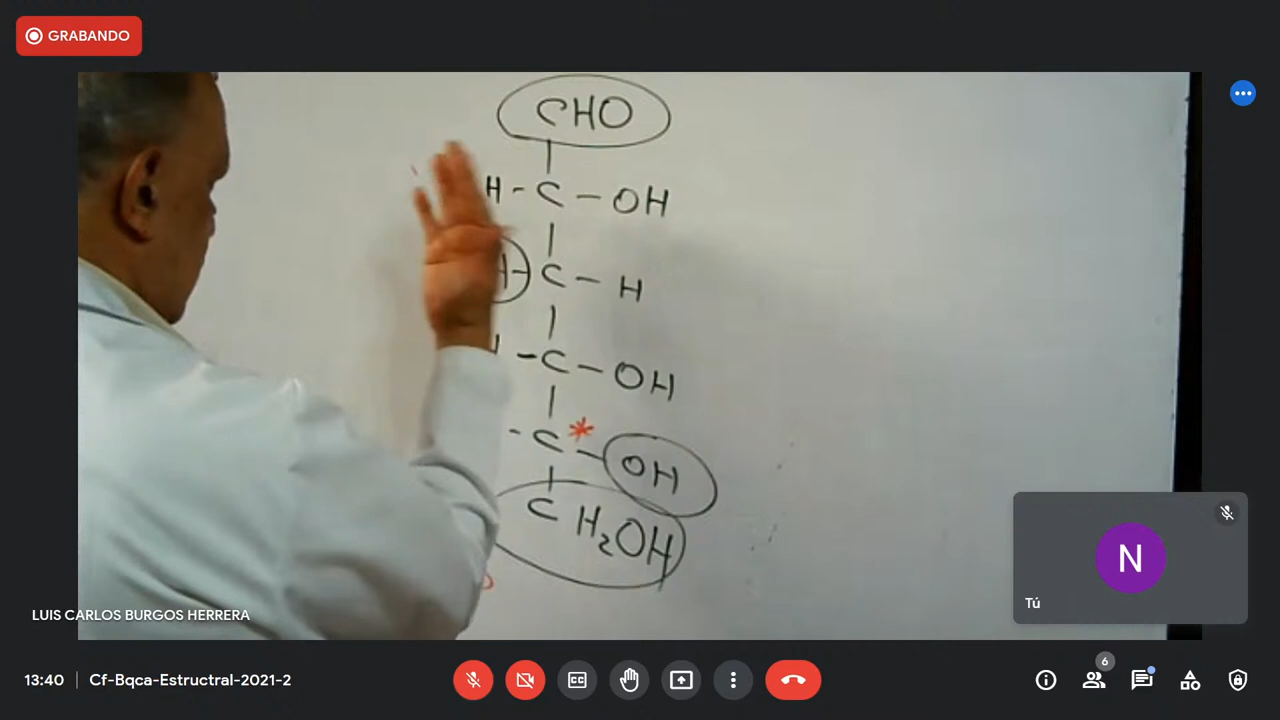 GRABANDO
CHO
H - C - OH
C - H
- C - OH
- C * - OH
CH₂OH
N
Tú
LUIS CARLOS BURGOS HERRERA
13:40 | Cf-Bqca-Estructral-2021-2
CC
6